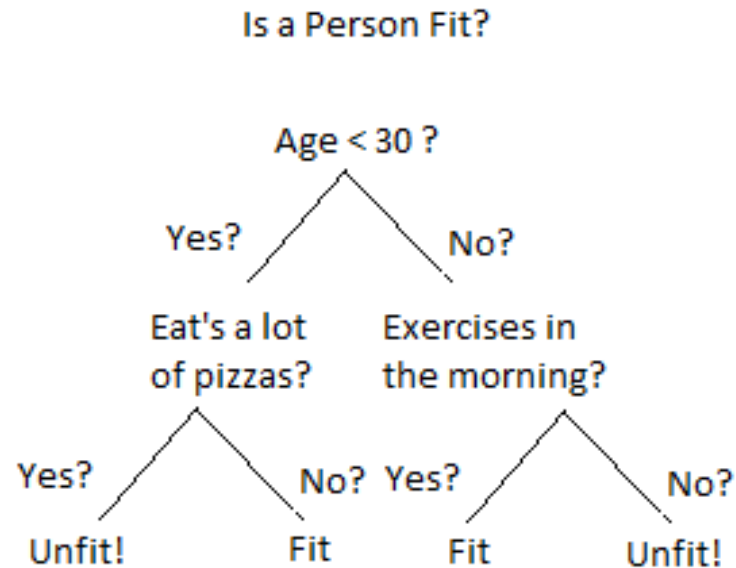 Is a Person Fit?
Age < 30 ?
Yes?
No?
Eat's a lot
of pizzas?
Exercises in
the morning?
Yes?
No?
Yes?
No?
Unfit!
Fit
Fit
Unfit!